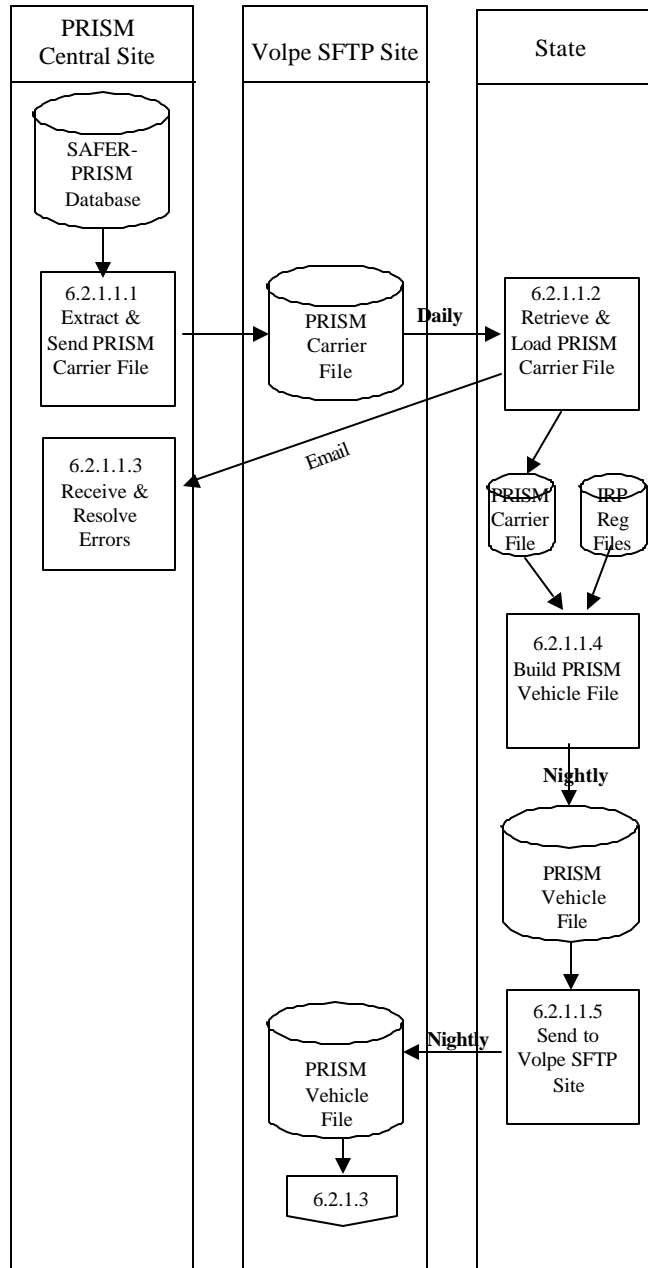 PRISM
Central Site
Volpe SFTP Site
State
SAFER-
PRISM
Database
6.2.1.1.1
Extract &
Send PRISM
Carrier File
PRISM
Carrier
File
Daily
6.2.1.1.2
Retrieve &
Load PRISM
Carrier File
Email
6.2.1.1.3
Receive &
Resolve
Errors
PRISM
Carrier
File
IRP
Reg
Files
6.2.1.1.4
Build PRISM
Vehicle File
Nightly
PRISM
Vehicle
File
6.2.1.1.5
Send to
Volpe SFTP
Site
Nightly
PRISM
Vehicle
File
6.2.1.3